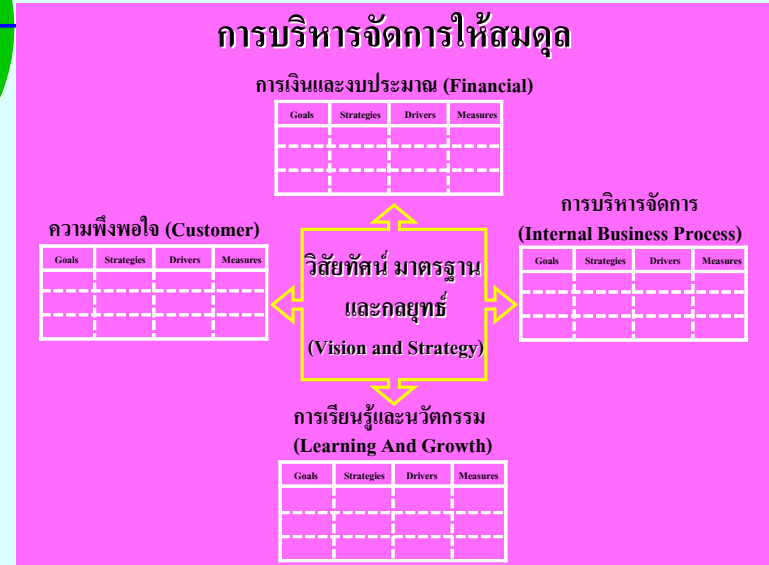 การบริหารจัดการให้สมดุล
การเงินและงบประมาณ (Financial)
Goals Strategies Drivers Measures
ความพึงพอใจ (Customer)
Goals Strategies Drivers Measures
วิสัยทัศน์ มาตรฐาน
และกลยุทธ์
(Vision and Strategy)
การบริหารจัดการ
(Internal Business Process)
Goals Strategies Drivers Measures
การเรียนรู้และนวัตกรรม
(Learning And Growth)
Goals Strategies Drivers Measures